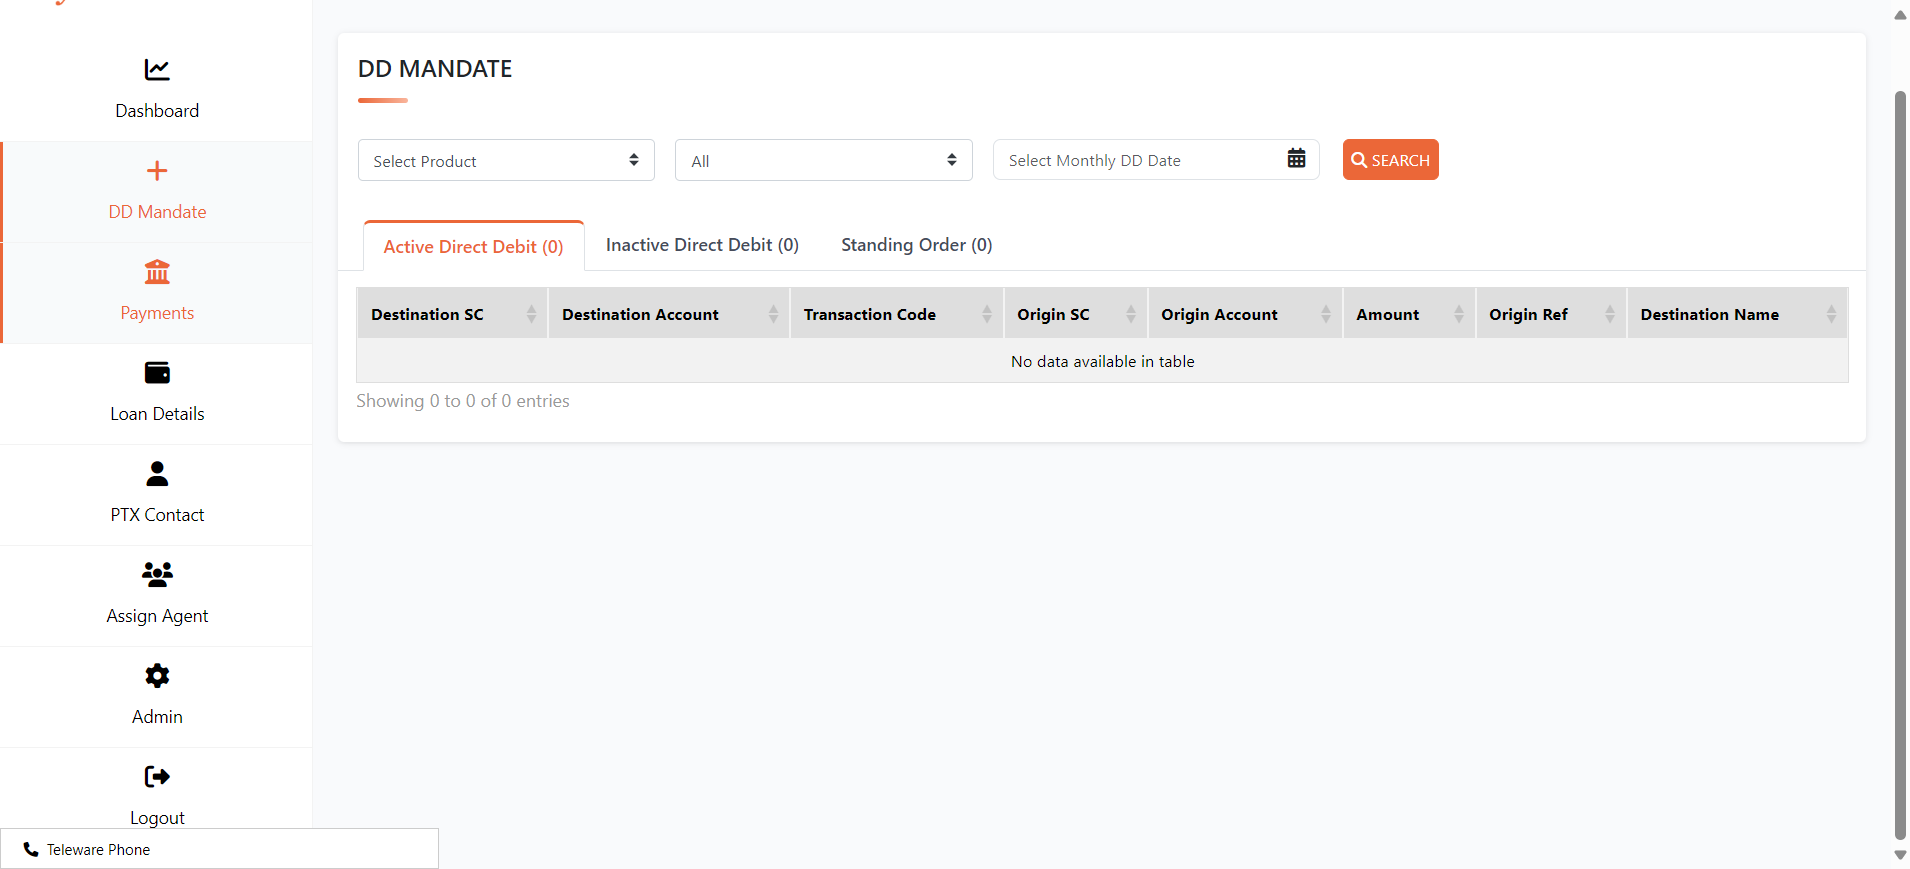 Dashboard
DD Mandate
Payments
Loan Details
PTX Contact
Assign Agent
Admin
Logout
Teleware Phone
DD MANDATE
Select Product
All
Select Monthly DD Date
SEARCH
Active Direct Debit (0)
Inactive Direct Debit (0)
Standing Order (0)
Destination SC
Destination Account
Transaction Code
Origin SC
Origin Account
Amount
Origin Ref
Destination Name
No data available in table
Showing 0 to 0 of 0 entries